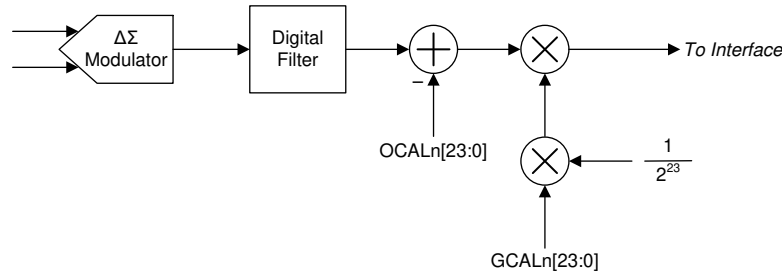 ΔΣ
Modulator
Digital
Filter
To Interface
–
OCALn[23:0]
1
2^23
GCALn[23:0]